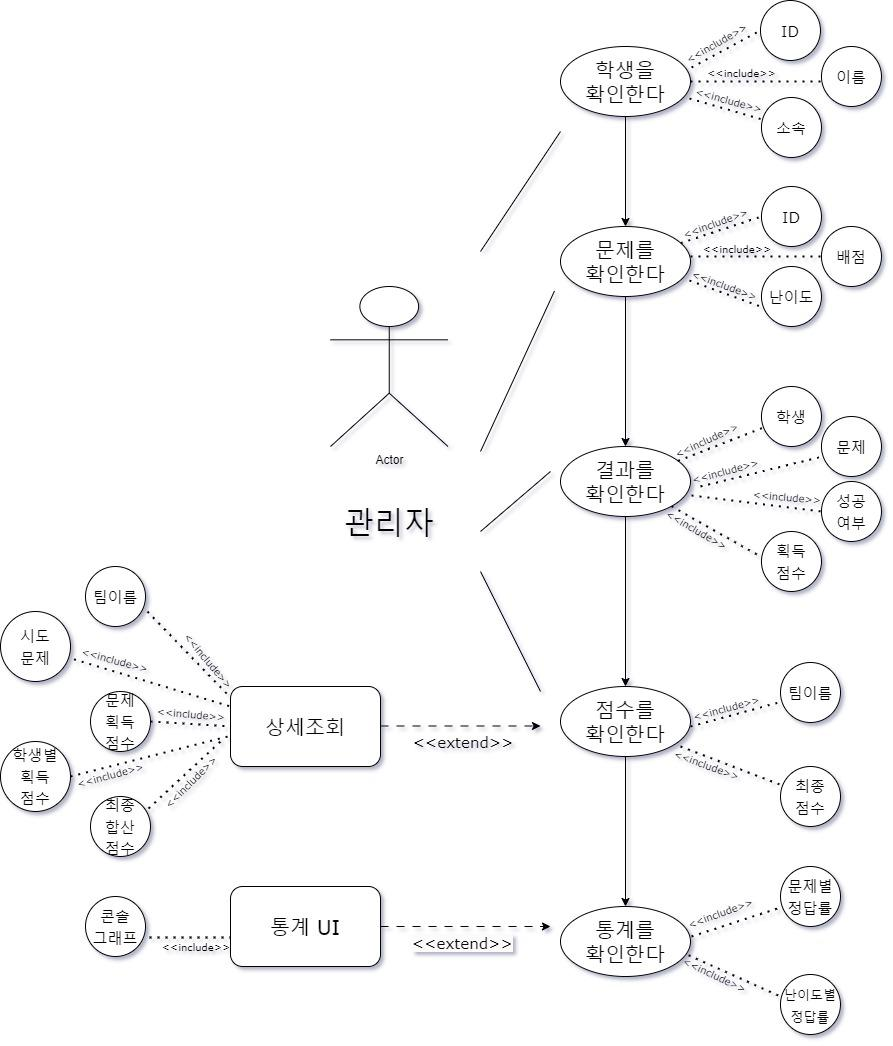 <<include>>
ID
학생을
확인한다
<<include>>
이름
<<include>>
소속
<<include>>
ID
문제를
확인한다
<<include>>
배점
<<include>>
난이도
Actor
관리자
<<include>>
학생
결과를
확인한다
<<include>>
문제
<<include>>
성공
여부
<<include>>
획득
점수
팀이름
<<include>>
시도
문제
<<include>>
문제
획득
점수
<<include>>
학생별
획득
점수
<<include>>
최종
합산
점수
<<include>>
상세조회
<<extend>>
점수를
확인한다
<<include>>
팀이름
<<include>>
최종
점수
콘솔
그래프
<<include>>
통계 UI
<<extend>>
통계를
확인한다
<<include>>
문제별
정답률
<<include>>
난이도별
정답률